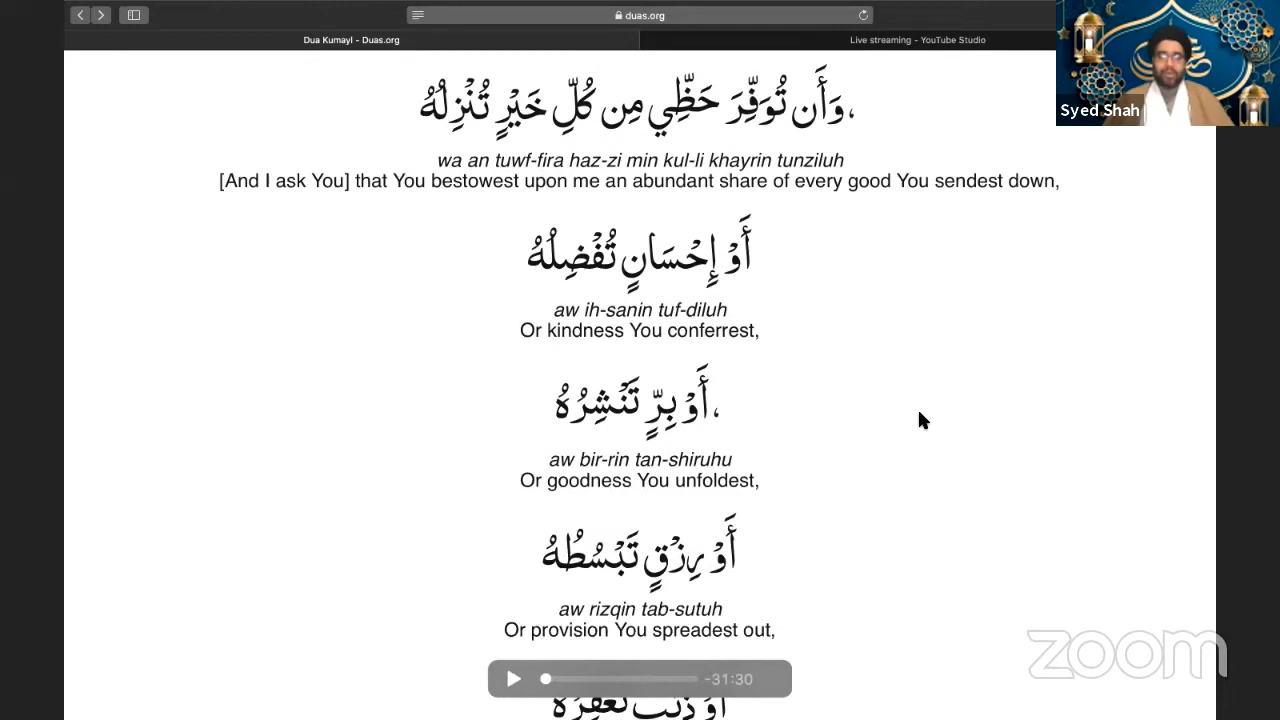 duas.org
Dua Kumayl - Duas.org
Live streaming - YouTube Studio
Syed Shah
وَأَن تُوَفِّرَ حَظِّي مِن كُلِّ خَيْرٍ تُنْزِلُهُ،
wa an tuwf-fira haz-zi min kul-li khayrin tunziluh
[And I ask You] that You bestowest upon me an abundant share of every good You sendest down,
أَوْ إِحْسَانٍ تُفْضِلُهُ
aw ih-sanin tuf-diluh
Or kindness You conferrest,
أَوْ بِرٍّ تَنْشِرُهُ،
aw bir-rin tan-shiruhu
Or goodness You unfoldest,
أَوْ رِزْقٍ تَبْسُطُهُ
aw rizqin tab-sutuh
Or provision You spreadest out,
-31:30
أَوْ ذَنْبٍ تَغْفِرُهُ
zoom